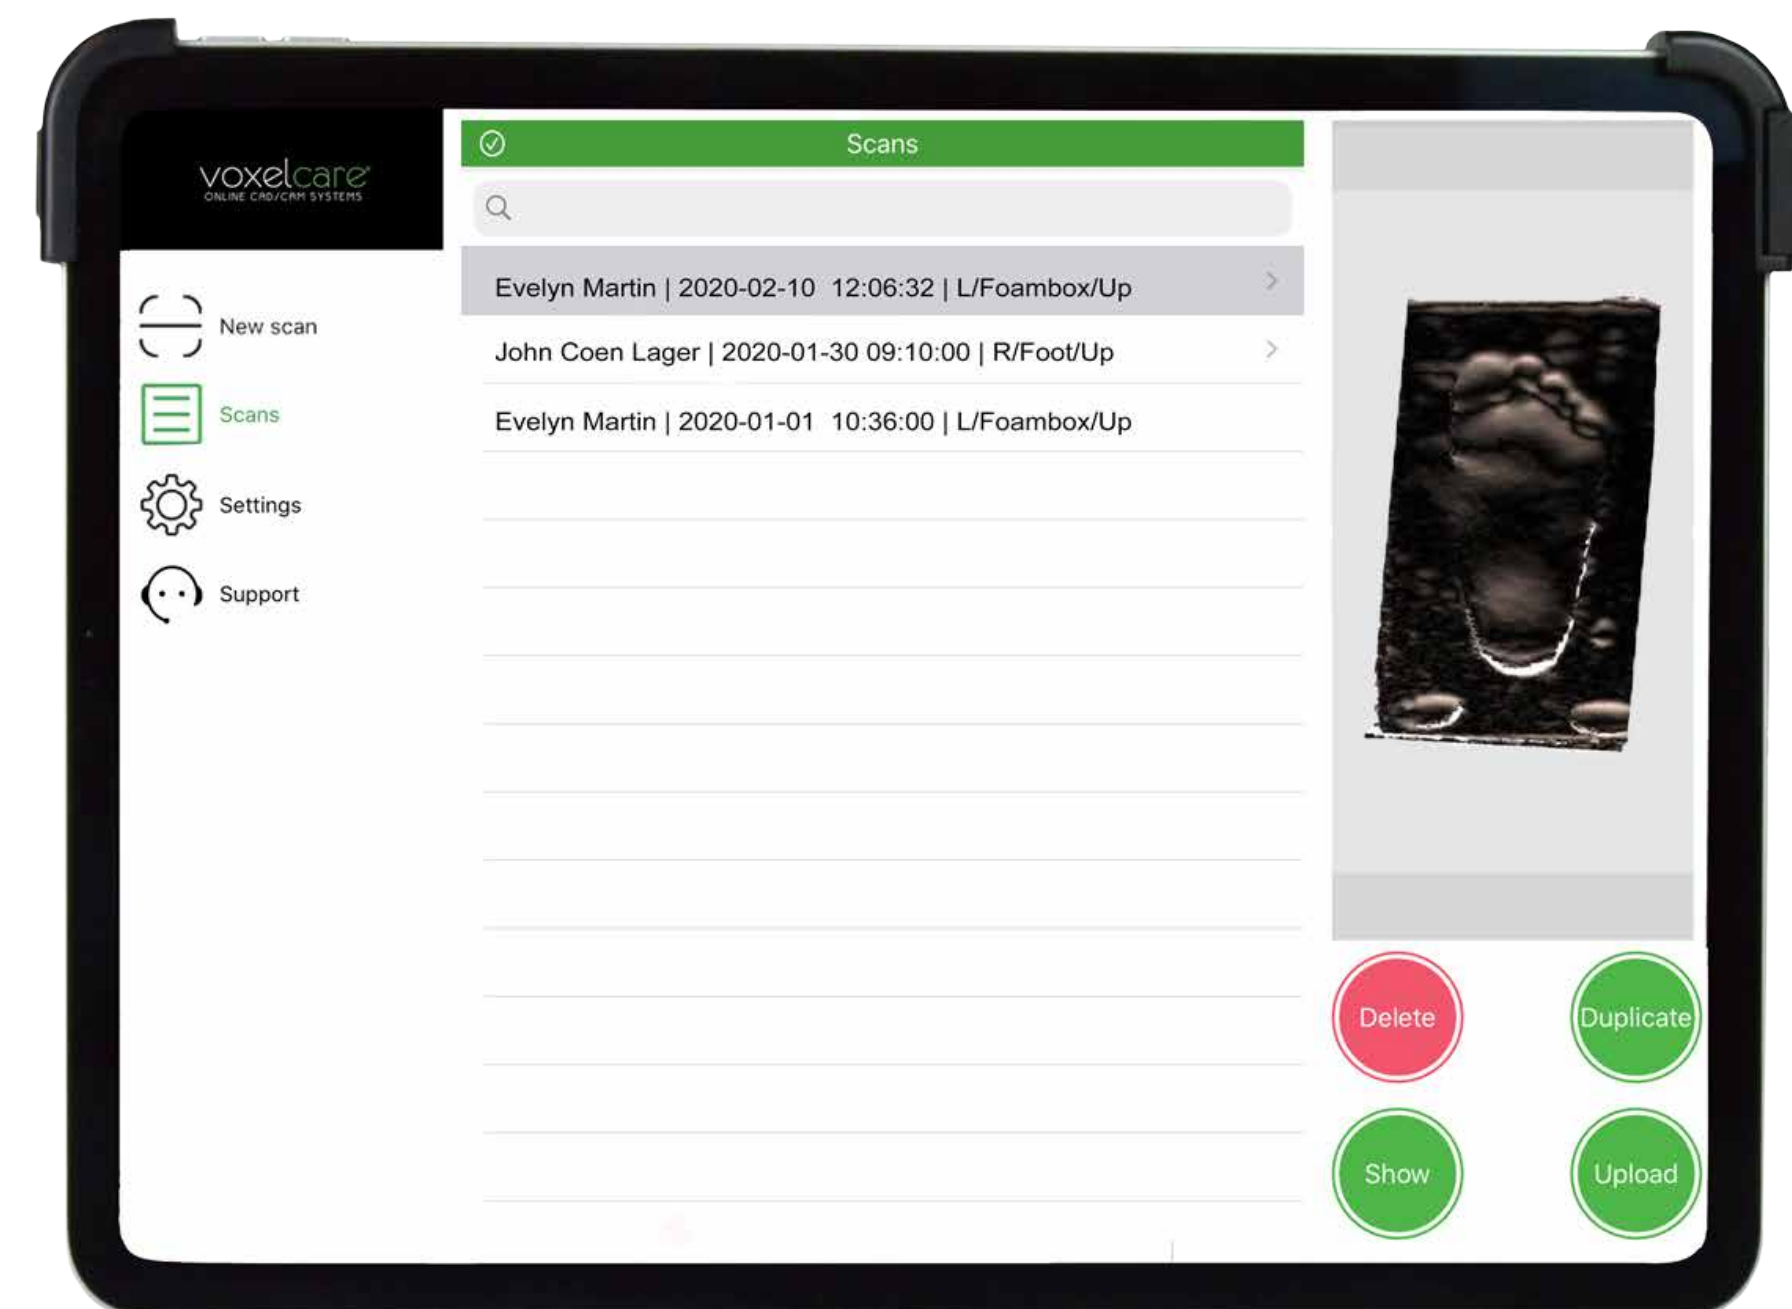 voxelcare
ONLINE CAD/CAM SYSTEMS
New scan
Scans
Settings
Support
Scans
Evelyn Martin | 2020-02-10 12:06:32 | L/Foambox/Up
John Coen Lager | 2020-01-30 09:10:00 | R/Foot/Up
Evelyn Martin | 2020-01-01 10:36:00 | L/Foambox/Up
Delete
Duplicate
Show
Upload